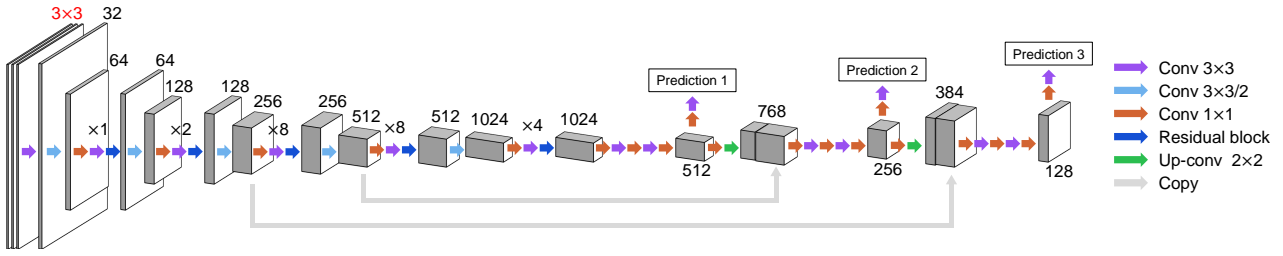 3×3
32
64
×1
64
128
×2
128
256
×8
256
512
×8
512
1024
×4
1024
Prediction 1
512
768
Prediction 2
256
384
Prediction 3
128
Conv 3×3
Conv 3×3/2
Conv 1×1
Residual block
Up-conv 2×2
Copy